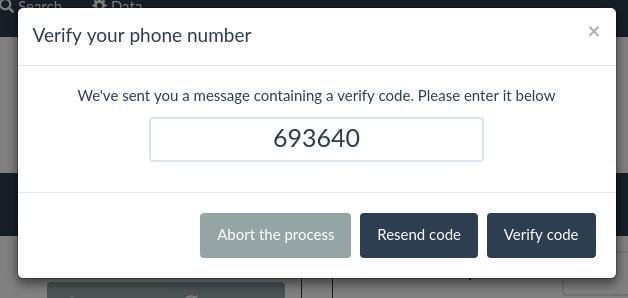 Search Data
Verify your phone number
×
We've sent you a message containing a verify code. Please enter it below
693640
Abort the process Resend code Verify code